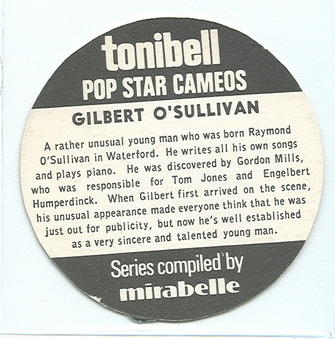 tonibell
POP STAR CAMEOS
GILBERT O'SULLIVAN
A rather unusual young man who was born Raymond
O'Sullivan in Waterford. He writes all his own songs
and plays piano. He was discovered by Gordon Mills,
who was responsible for Tom Jones and Engelbert
Humperdinck. When Gilbert first arrived on the scene,
his unusual appearance made everyone think that he was
just out for publicity, but now he's well established
as a very sincere and talented young man.
Series compiled by
mirabelle